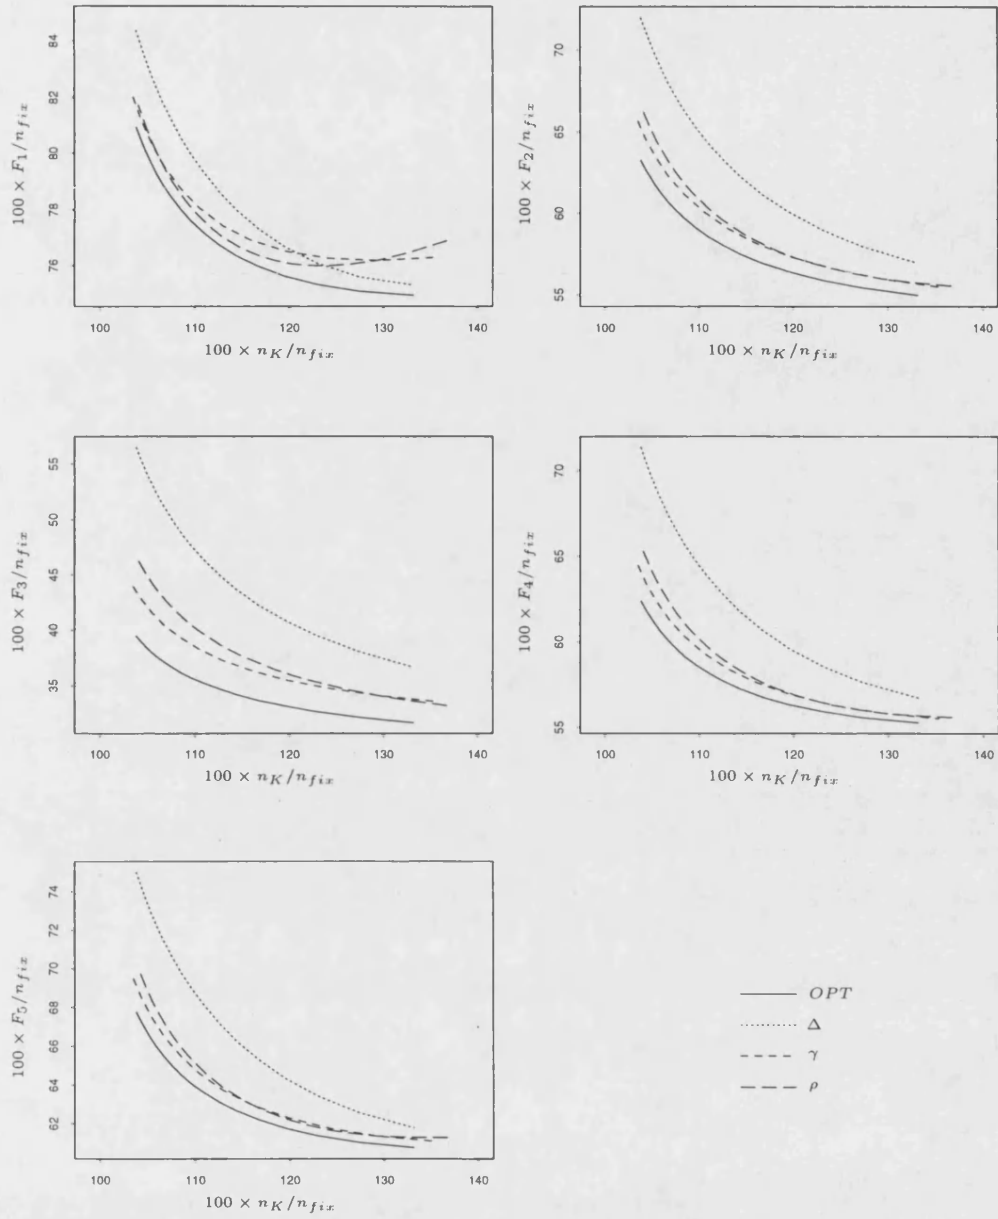 100 × F1/nfix
84
82
80
78
76
100 110 120 130 140
100 × nK/nfix
100 × F2/nfix
70
65
60
55
100 110 120 130 140
100 × nK/nfix
100 × F3/nfix
55
50
45
40
35
100 110 120 130 140
100 × nK/nfix
100 × F4/nfix
70
65
60
55
100 110 120 130 140
100 × nK/nfix
100 × F5/nfix
74
72
70
68
66
64
62
100 110 120 130 140
100 × nK/nfix
OPT
Δ
γ
ρ